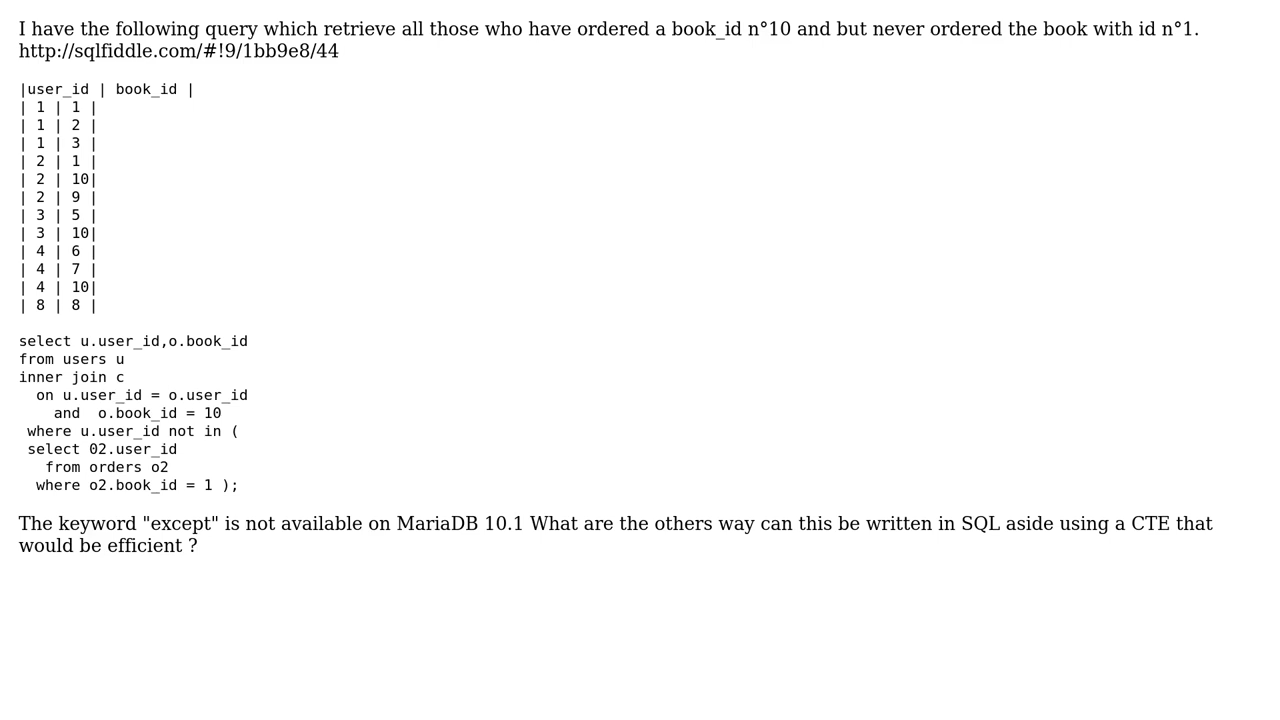 I have the following query which retrieve all those who have ordered a book_id n°10 and but never ordered the book with id n°1.
http://sqlfiddle.com/#!9/1bb9e8/44
|user_id | book_id |
| 1 | 1 |
| 1 | 2 |
| 1 | 3 |
| 2 | 1 |
| 2 | 10|
| 2 | 9 |
| 3 | 5 |
| 3 | 10|
| 4 | 6 |
| 4 | 7 |
| 4 | 10|
| 8 | 8 |
select u.user_id,o.book_id
from users u
inner join c
  on u.user_id = o.user_id
    and  o.book_id = 10
 where u.user_id not in (
 select 02.user_id
   from orders o2
  where o2.book_id = 1 );
The keyword "except" is not available on MariaDB 10.1 What are the others way can this be written in SQL aside using a CTE that
would be efficient ?